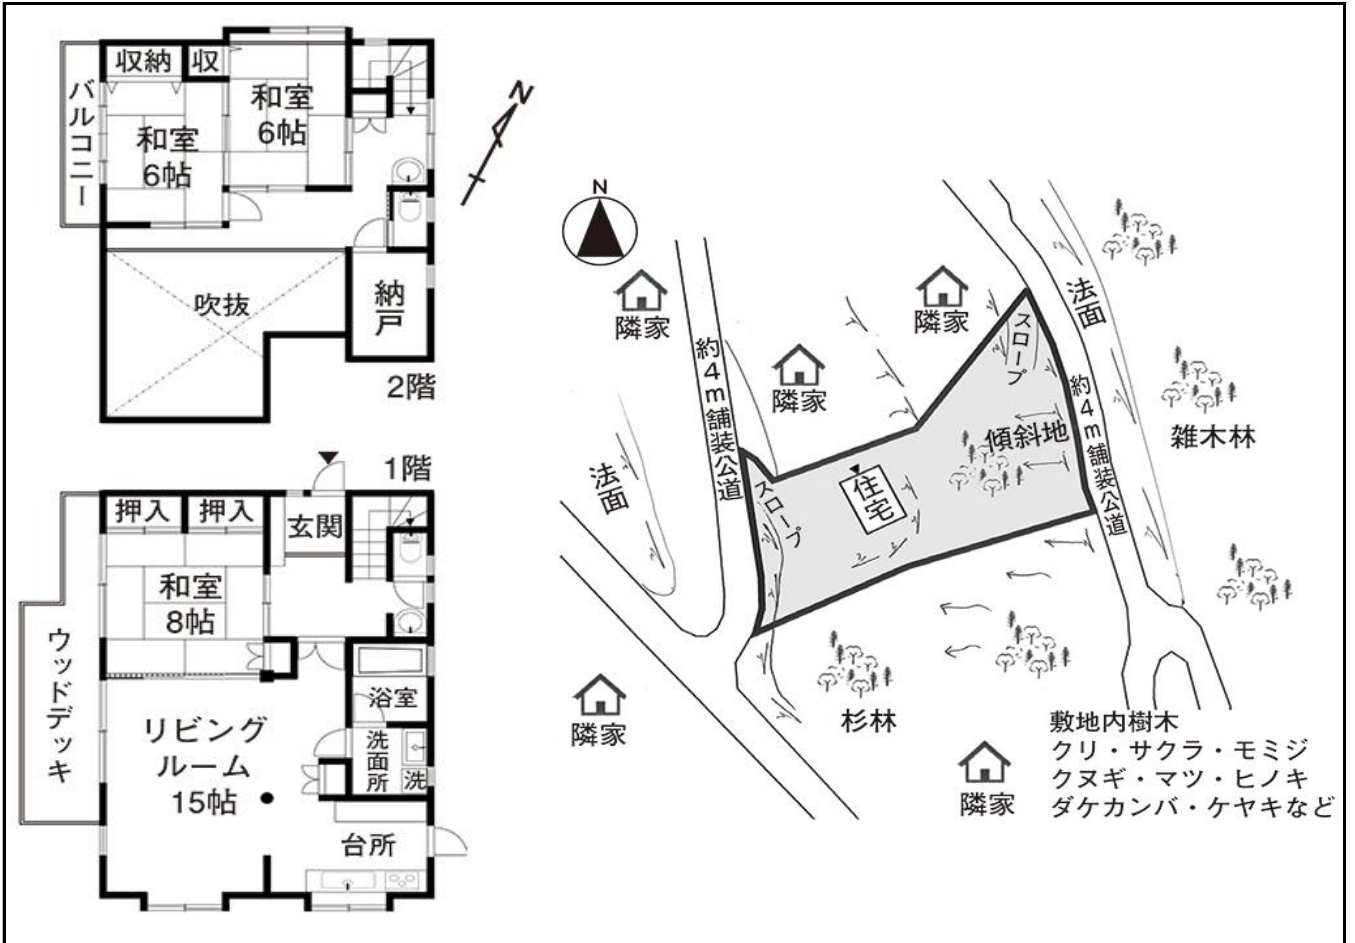 収納
収
バルコニー
和室
6帖
和室
6帖
吹抜
納戸
2階
N
1階
押入
押入
玄関
和室
8帖
ウッドデッキ
浴室
リビング
ルーム
15帖
洗面所
洗
台所
N
隣家
隣家
隣家
約4m舗装公道
スロープ
法面
約4m舗装公道
傾斜地
雑木林
法面
スロープ
住宅
隣家
杉林
隣家
敷地内樹木
クリ・サクラ・モミジ
クヌギ・マツ・ヒノキ
ダケカンバ・ケヤキなど